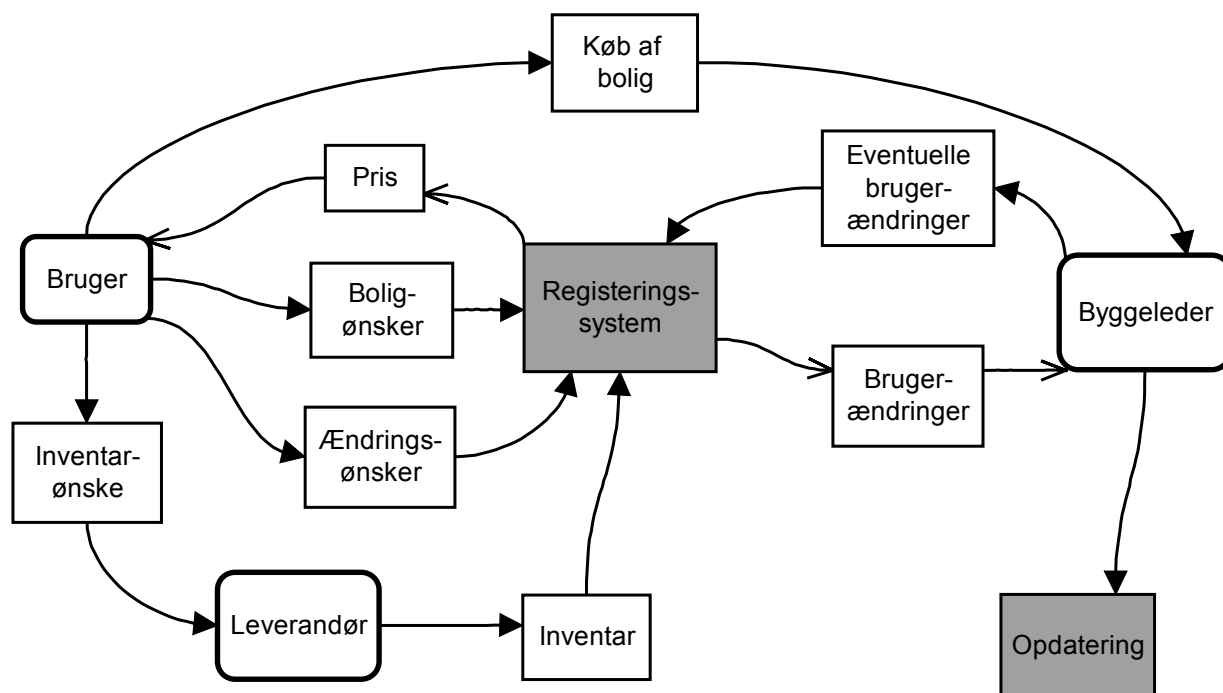 Køb af
bolig
Pris
Eventuelle
bruger-
ændringer
Bruger
Bolig-
ønsker
Registerings-
system
Byggeleder
Bruger-
ændringer
Inventar-
ønske
Ændrings-
ønsker
Leverandør
Inventar
Opdatering